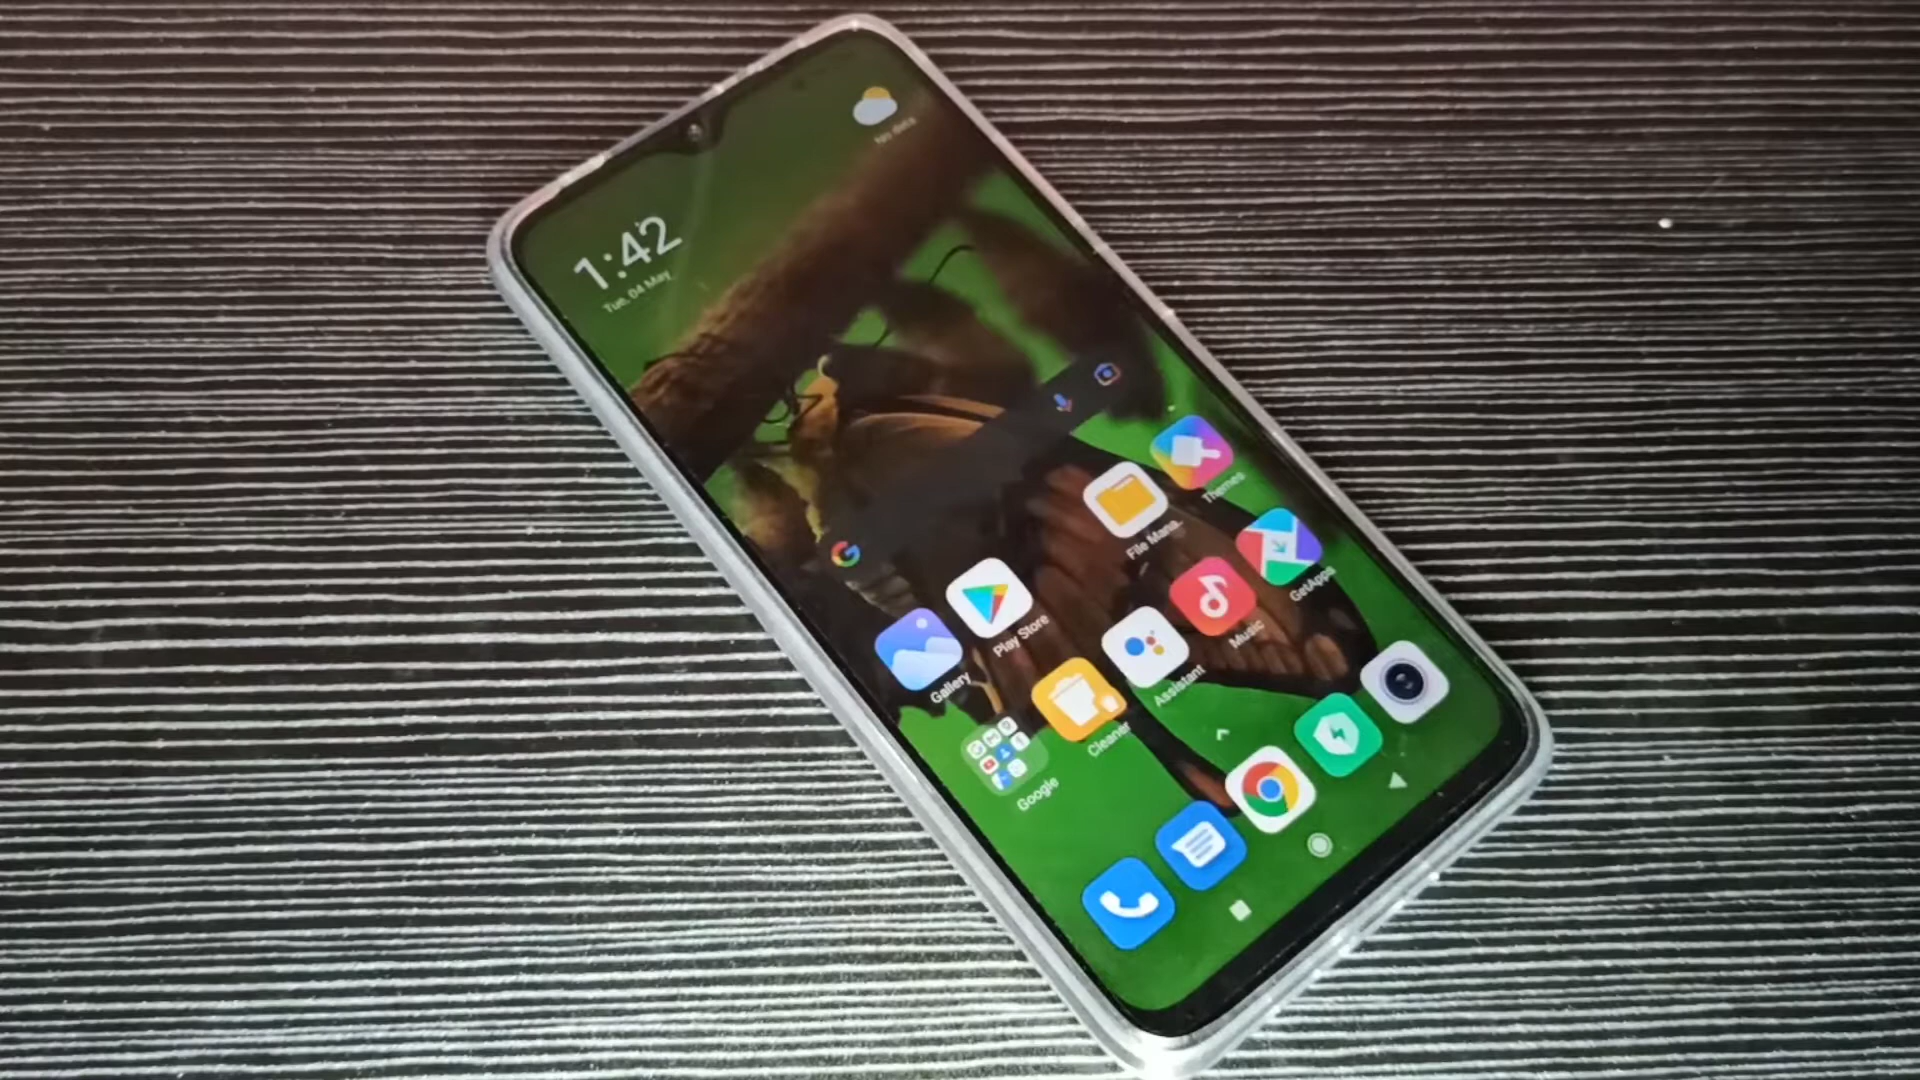 No data
1:42
Tue, 04 May
Themes
File Mana..
GetApps
Play Store
Music
Gallery
Assistant
Cleaner
Google